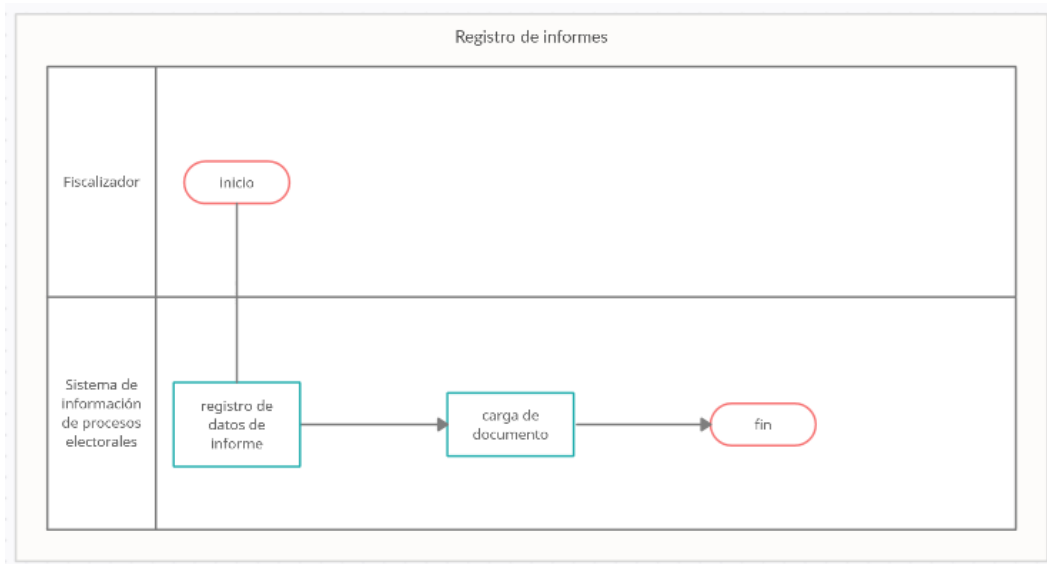 Registro de informes
Fiscalizador
inicio
Sistema de
información
de procesos
electorales
registro de
datos de
informe
carga de
documento
fin